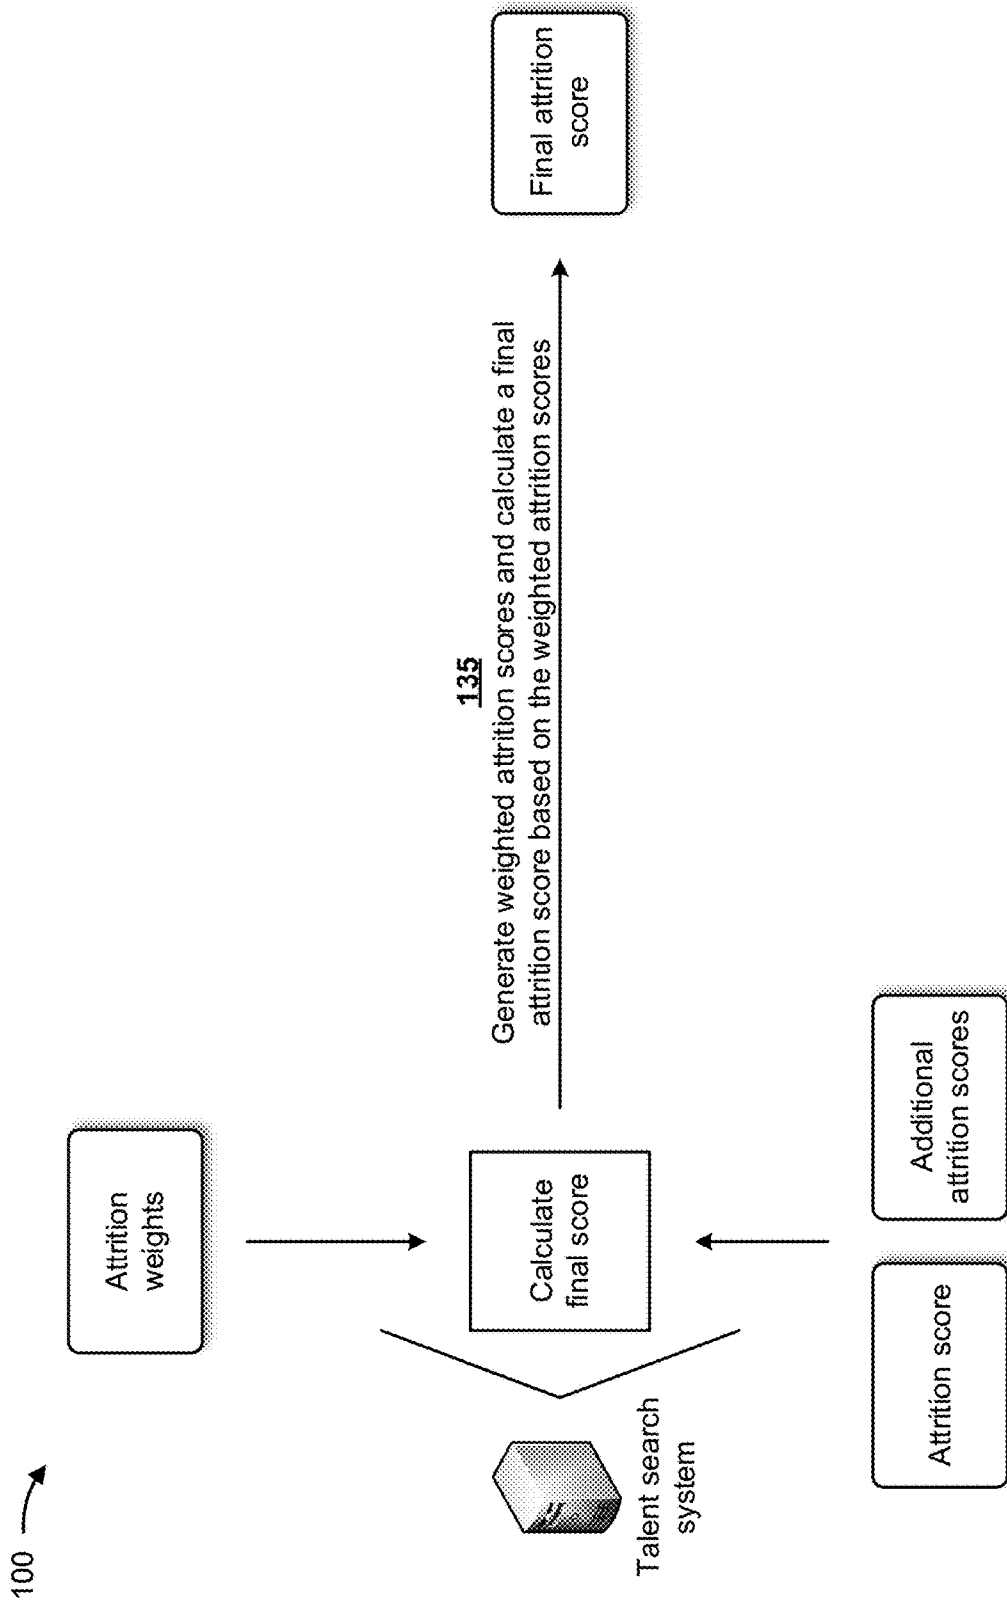 100
Attrition
weights
135
Generate weighted attrition scores and calculate a final
attrition score based on the weighted attrition scores
Final attrition
score
Talent search
system
Calculate
final score
Attrition score
Additional
attrition scores